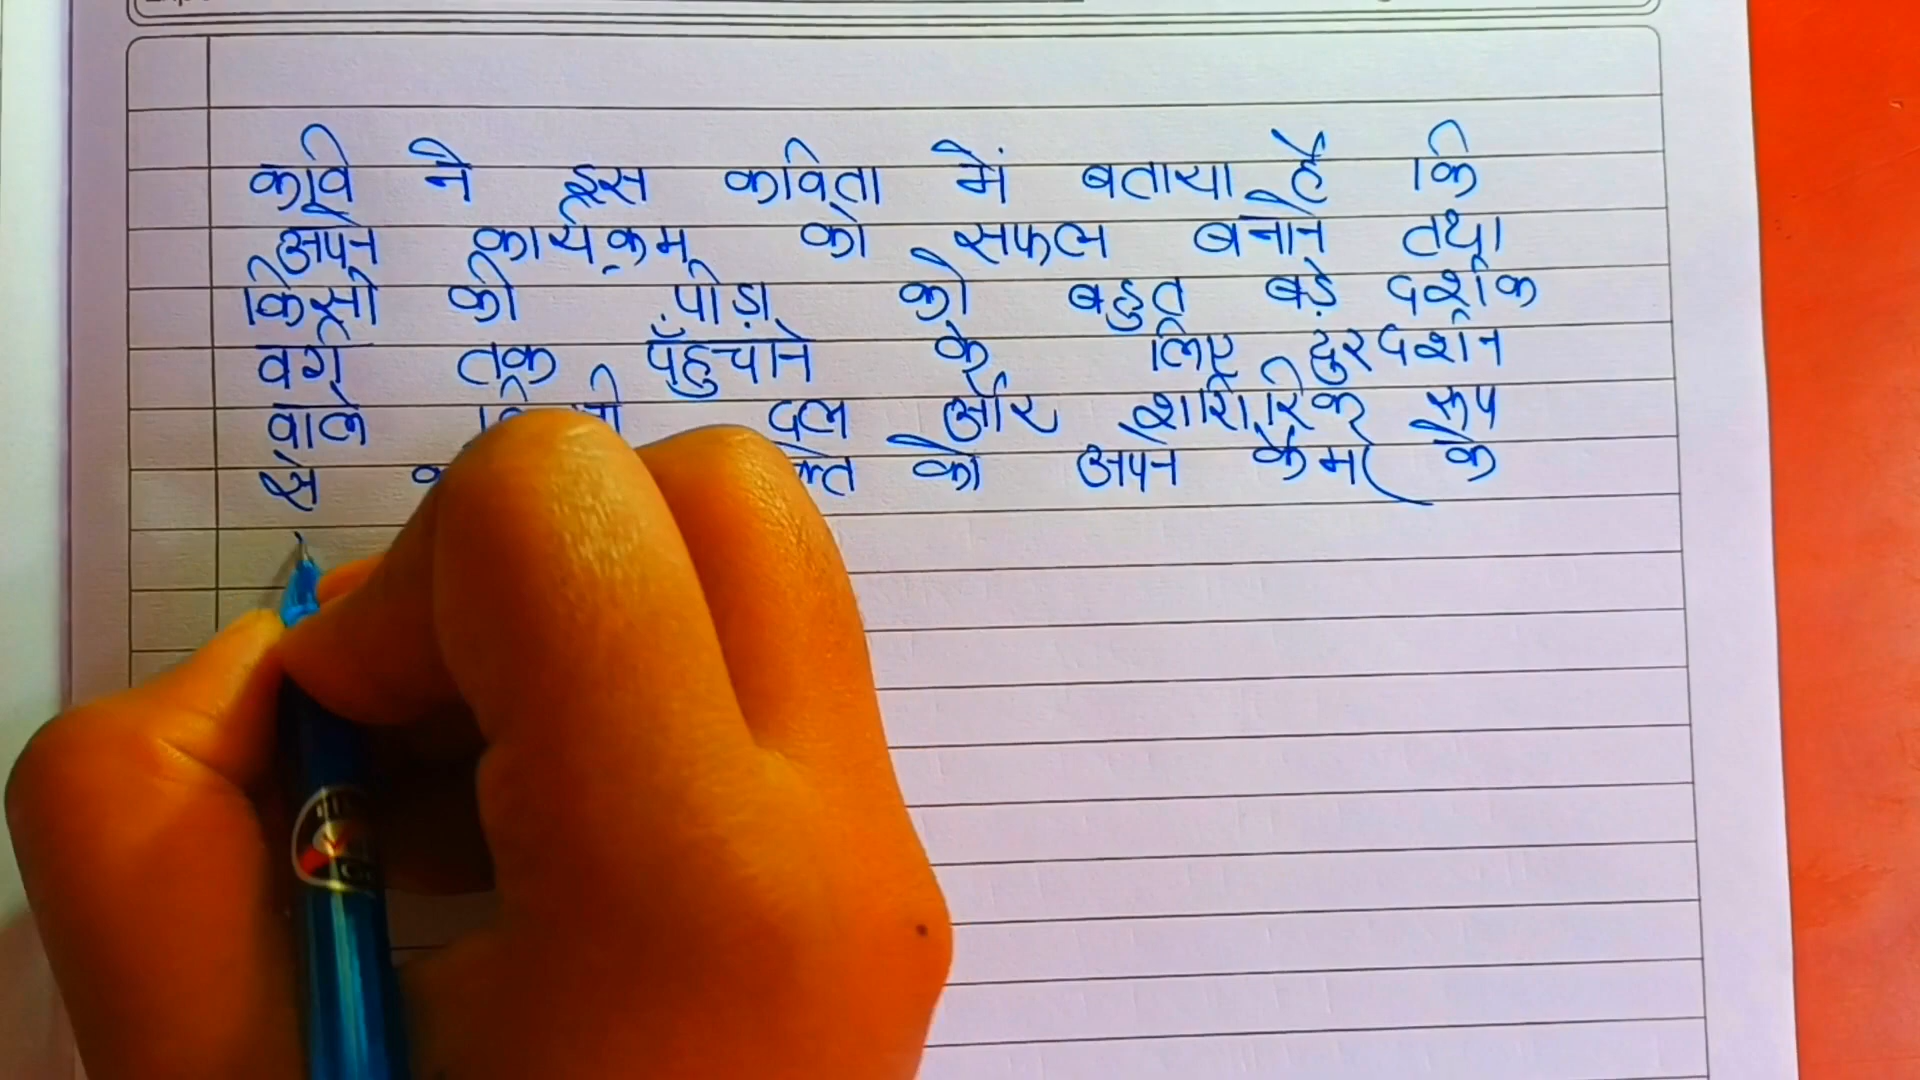 कवि ने इस कविता में बताया है कि
अपने कार्यक्रम को सफल बनाने तथा
किसी की पीड़ा को बहुत बड़े दर्शक
वर्ग तक पँहुचाने के लिए दुरदर्शन
वाले दल और शारिरिक रूप
से को अपने कैमरे के